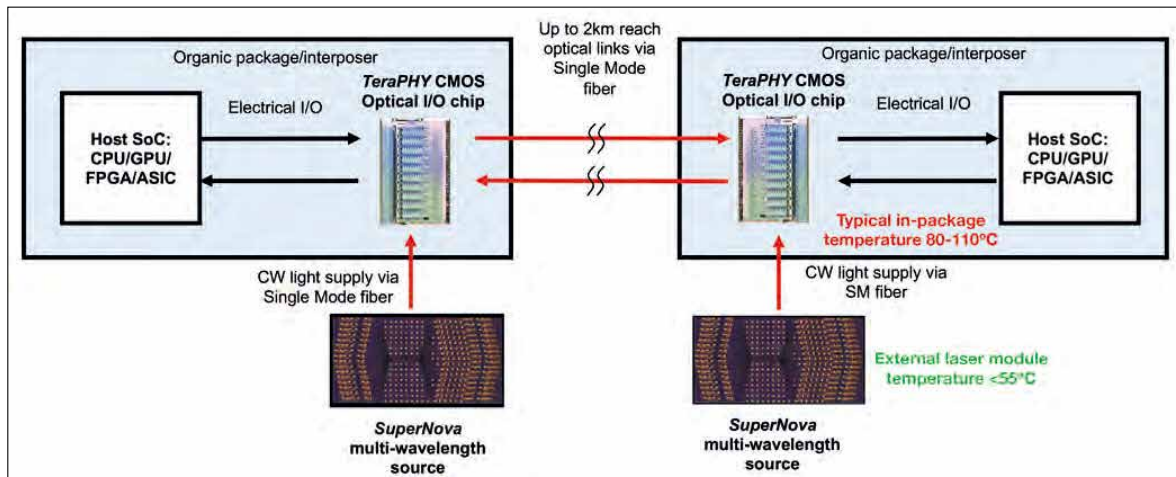 Organic package/interposer
TeraPHY CMOS
Optical I/O chip
Electrical I/O
Host SoC:
CPU/GPU/
FPGA/ASIC
CW light supply via
Single Mode fiber
SuperNova
multi-wavelength
source
Up to 2km reach
optical links via
Single Mode
fiber
Organic package/interposer
TeraPHY CMOS
Optical I/O chip
Electrical I/O
Host SoC:
CPU/GPU/
FPGA/ASIC
Typical in-package
temperature 80-110°C
CW light supply via
SM fiber
External laser module
temperature <55°C
SuperNova
multi-wavelength
source